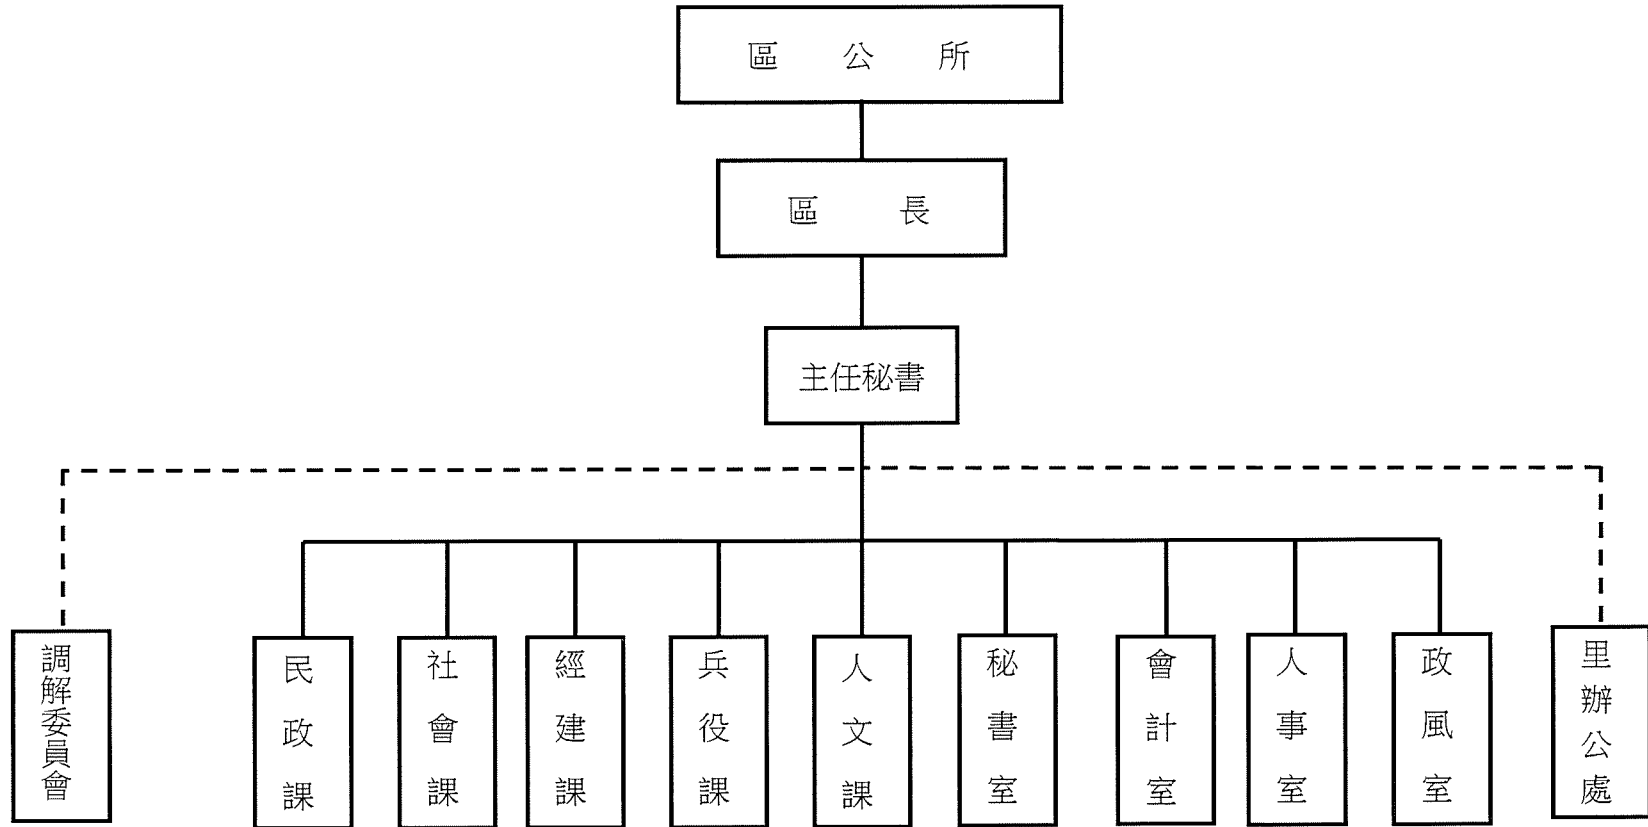 區公所
區長
主任秘書
調解委員會
民政課
社會課
經建課
兵役課
人文課
秘書室
會計室
人事室
政風室
里辦公處